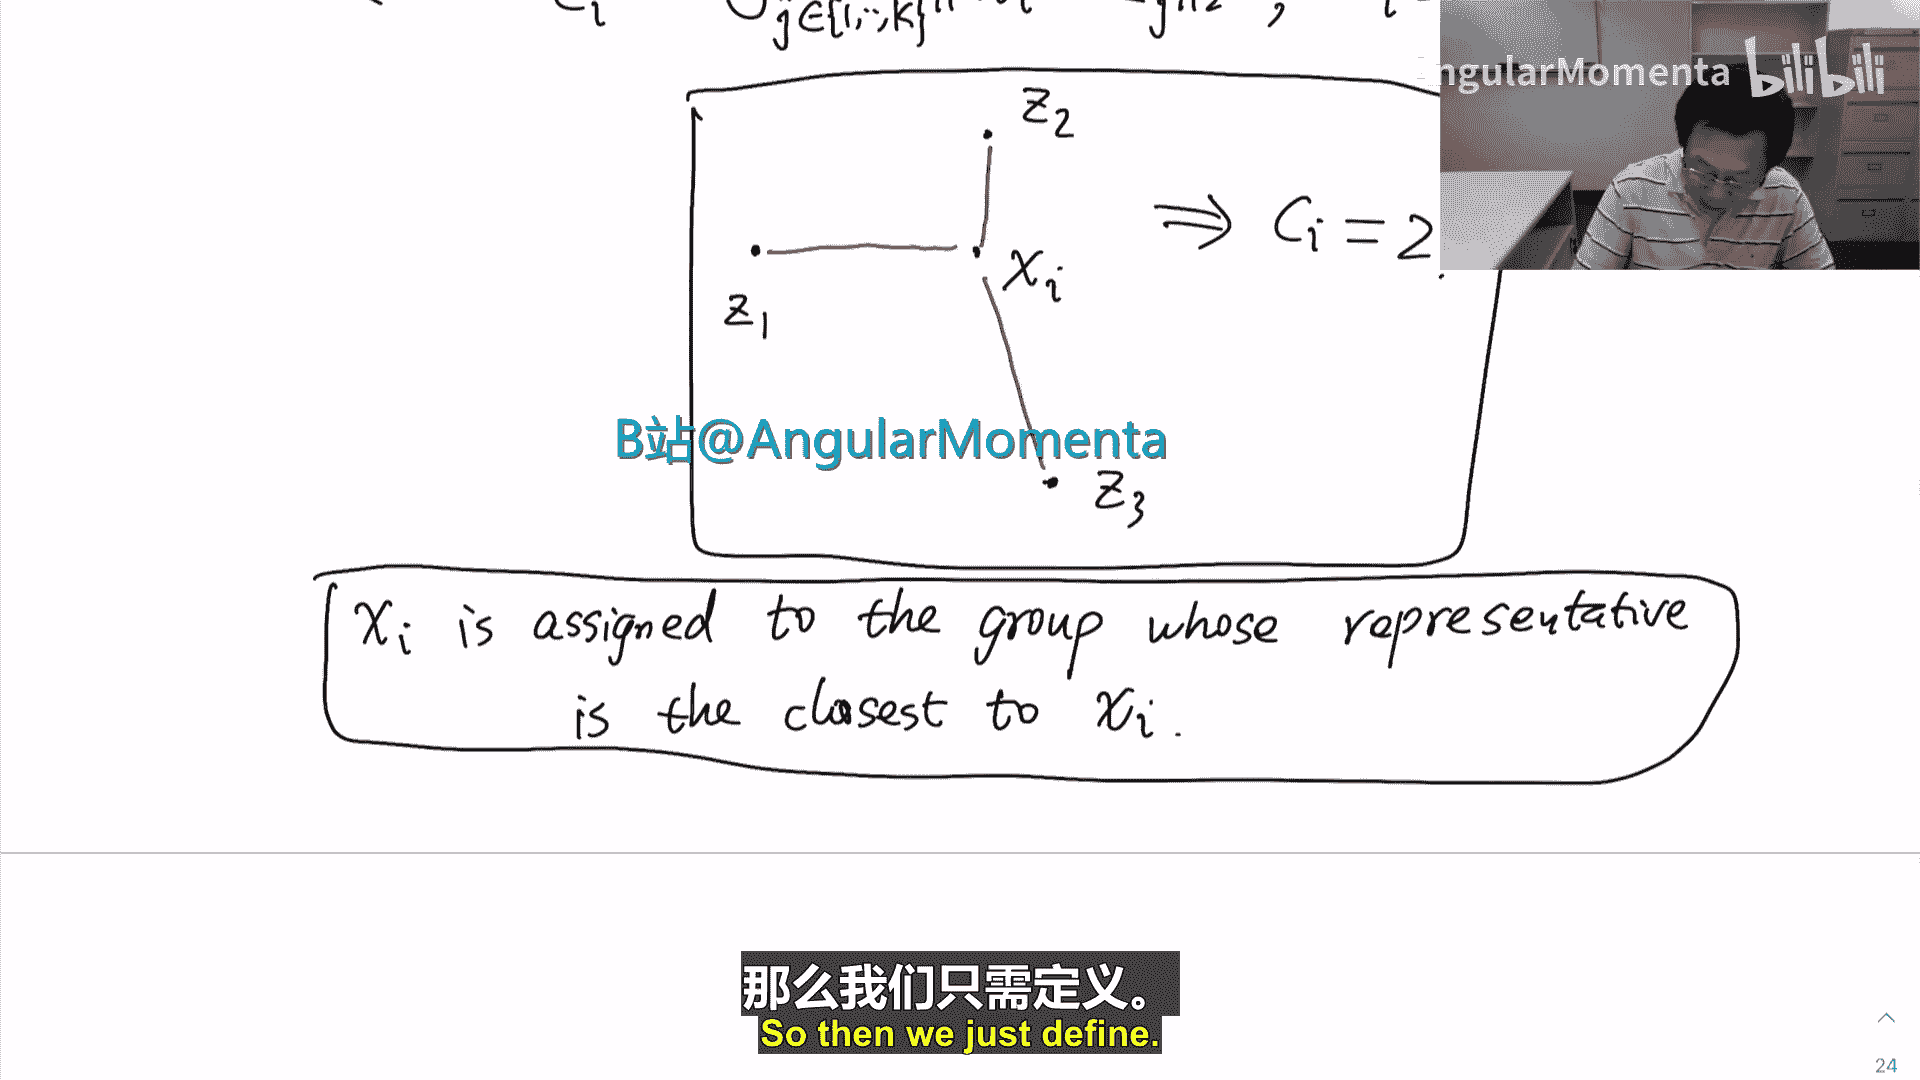 j∈{1,..,k}
ngularMomenta bilibili
z₂
⇒ Cᵢ = 2.
xᵢ
z₁
B站@AngularMomenta
z₃
xᵢ is assigned to the group whose representative
is the closest to xᵢ.
那么我们只需定义。
So then we just define.
24